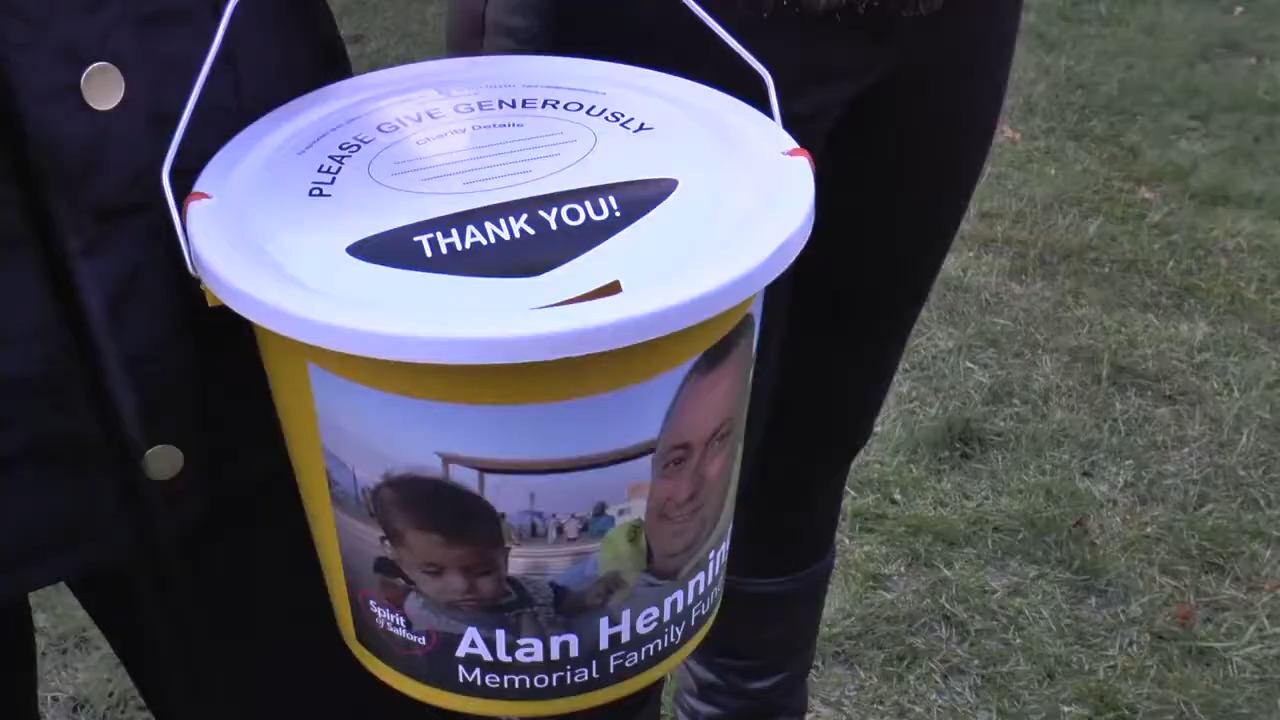 PLEASE GIVE GENEROUSLY
Charity Details
THANK YOU!
Spirit
of Salford
Alan Hennin
Memorial Family Fun